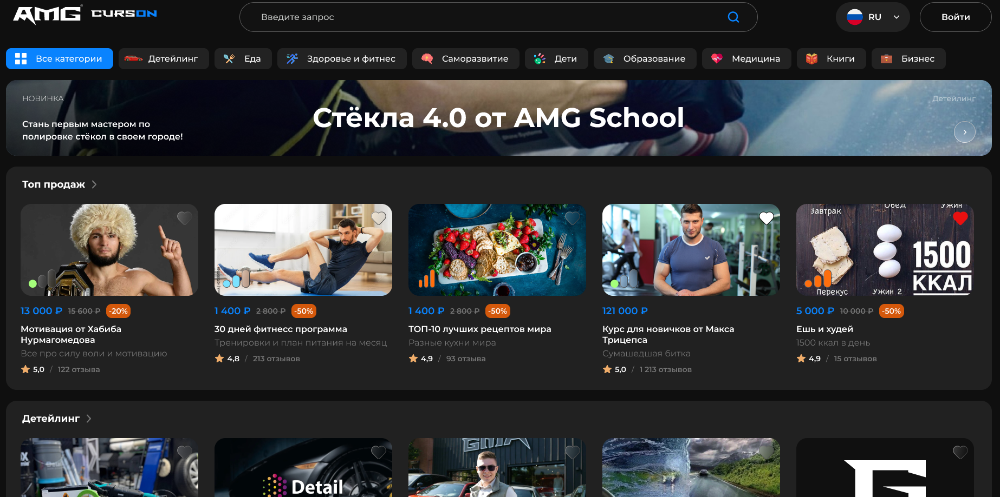 AMG CURSON
Введите запрос
RU
Войти
Все категории
Детейлинг
Еда
Здоровье и фитнес
Саморазвитие
Дети
Образование
Медицина
Книги
Бизнес
НОВИНКА
Детейлинг
Стёкла 4.0 от AMG School
Стань первым мастером по
полировке стёкол в своем городе!
Топ продаж
Завтрак
Обед
Ужин
1500
ККАЛ
Перекус
Ужин 2
13 000 ₽ 15 600 ₽ -20%
Мотивация от Хабиба
Нурмагомедова
Все про силу воли и мотивацию
5,0 / 122 отзыва
1 400 ₽ 2 800 ₽ -50%
30 дней фитнесс программа
Тренировки и план питания на месяц
4,8 / 213 отзывов
1 400 ₽ 2 800 ₽ -50%
ТОП-10 лучших рецептов мира
Разные кухни мира
4,9 / 93 отзыва
121 000 ₽
Курс для новичков от Макса
Трицепса
Сумашедшая битка
5,0 / 1 213 отзывов
5 000 ₽ 10 000 ₽ -50%
Ешь и худей
1500 ккал в день
4,9 / 15 отзывов
Детейлинг
Detail